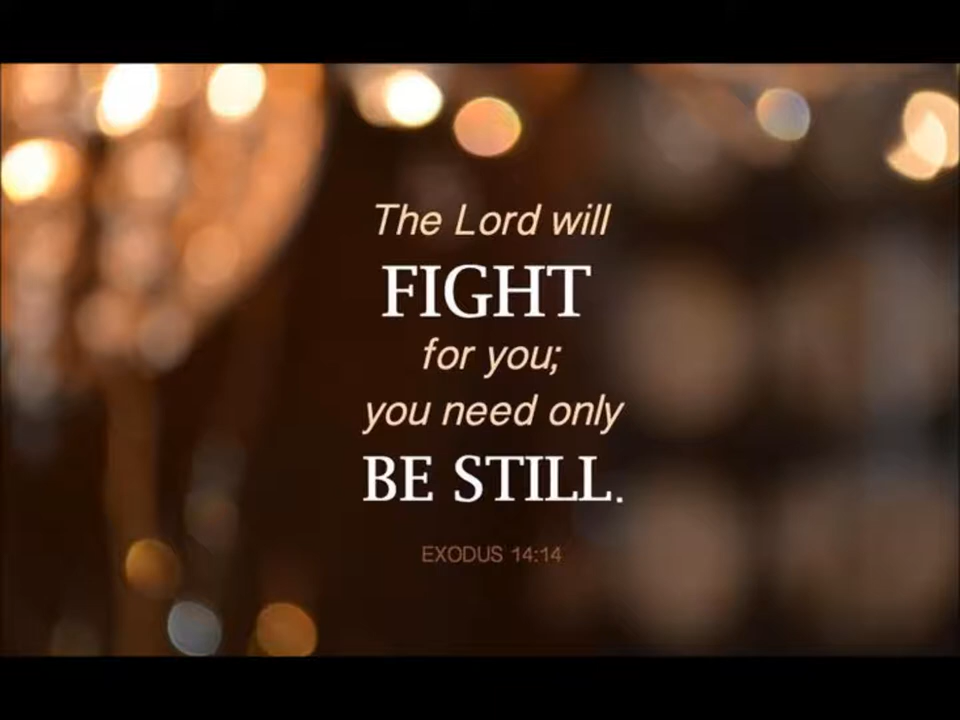 The Lord will
FIGHT
for you;
you need only
BE STILL.
EXODUS 14:14